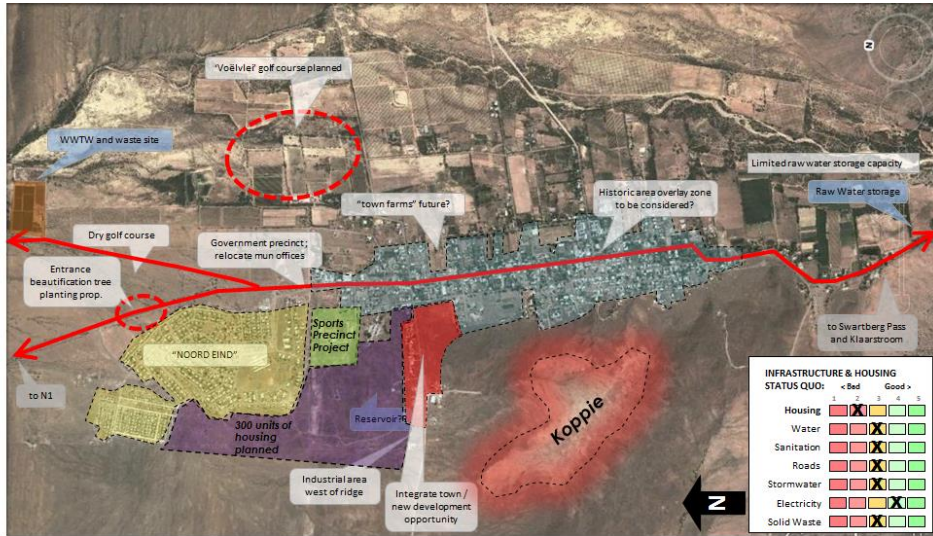 N
'Voëlvlei' golf course planned
WWTW and waste site
Limited raw water storage capacity
Raw Water storage
"town farms" future?
Historic area overlay zone
to be considered?
Dry golf course
Government precinct;
relocate mun offices
Entrance
beautification tree
planting prop.
Sports
Precinct
Project
"NOORD EIND"
to Swartberg Pass
and Klaarstroom
to N1
Reservoir?
300 units of
housing
planned
Koppie
Industrial area
west of ridge
Integrate town /
new development
opportunity
N
INFRASTRUCTURE & HOUSING
STATUS QUO: < Bad Good >
1 2 3 4 5
Housing X
Water X
Sanitation X
Roads X
Stormwater X
Electricity X
Solid Waste X